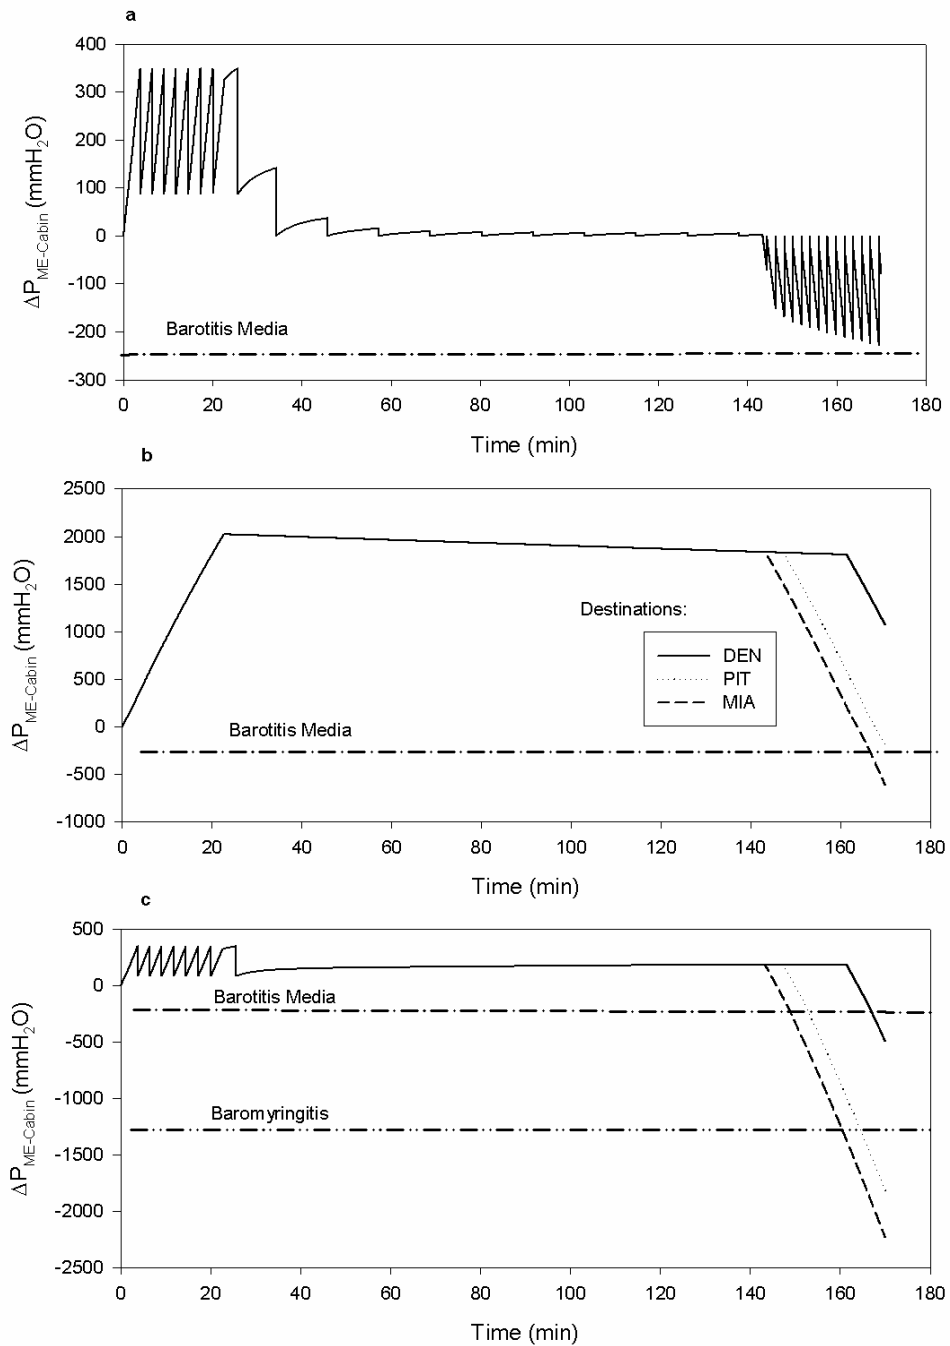 a
400
300
200
100
0
-100
-200
-300
ΔP_ME-Cabin (mmH₂O)
Barotitis Media
0 20 40 60 80 100 120 140 160 180
Time (min)
b
2500
2000
1500
1000
500
0
-500
-1000
ΔP_ME-Cabin (mmH₂O)
Destinations:
DEN
PIT
MIA
Barotitis Media
0 20 40 60 80 100 120 140 160 180
Time (min)
c
500
0
-500
-1000
-1500
-2000
-2500
ΔP_ME-Cabin (mmH₂O)
Barotitis Media
Baromyringitis
0 20 40 60 80 100 120 140 160 180
Time (min)